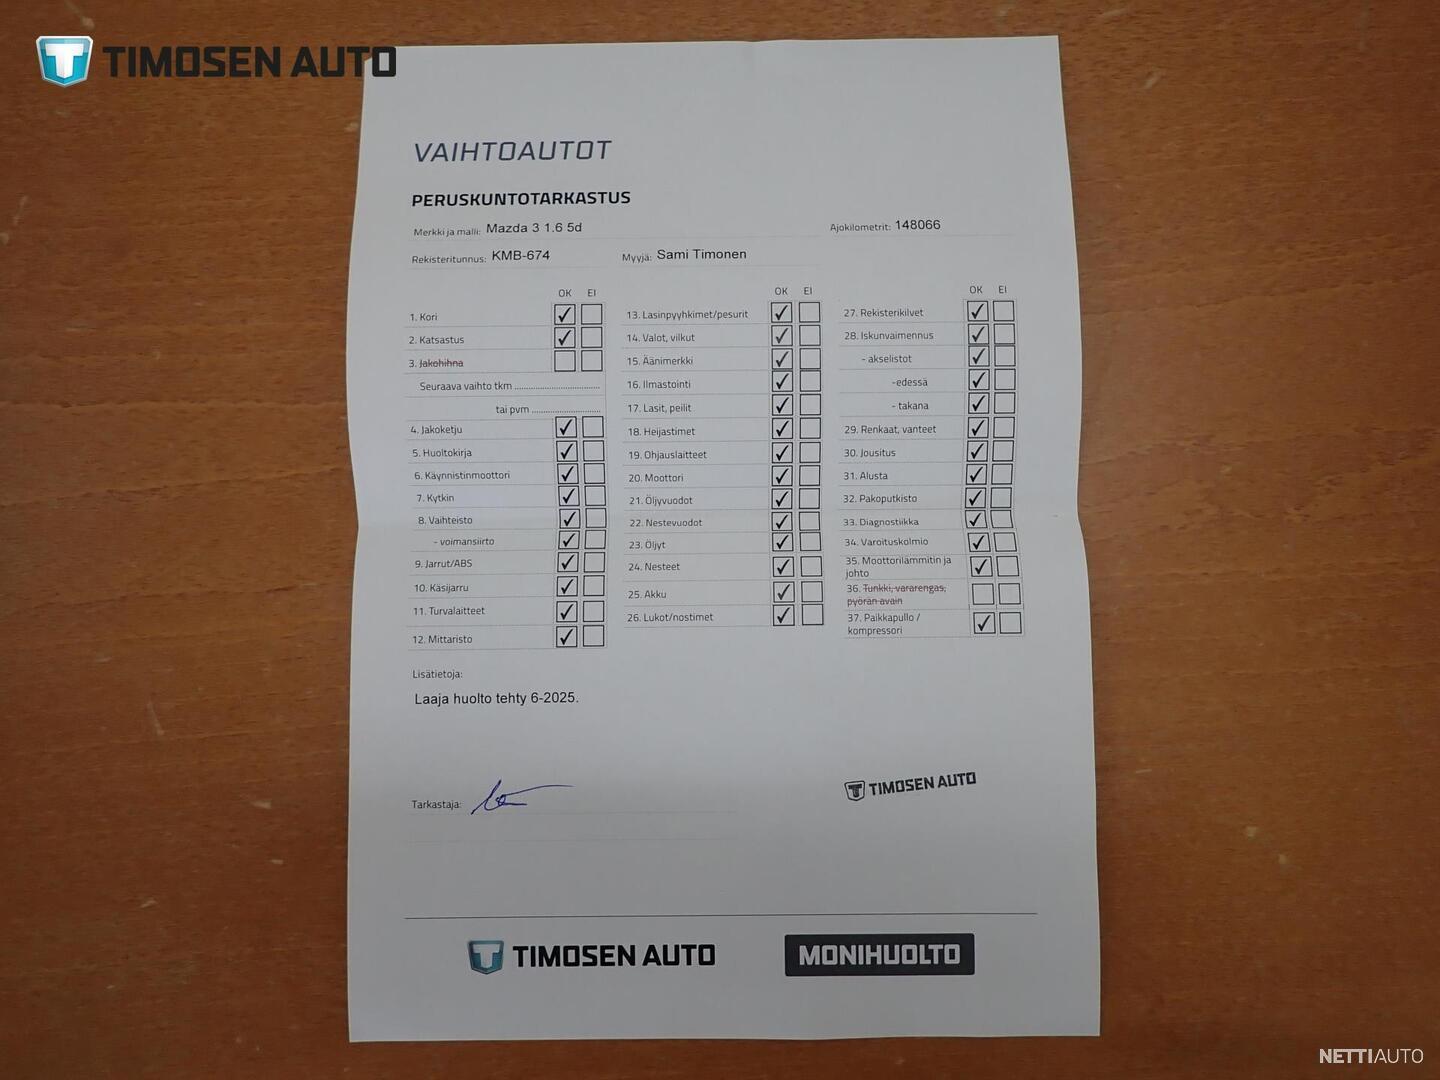 TIMOSEN AUTO
VAIHTOAUTOT
PERUSKUNTOTARKASTUS
Merkki ja malli: Mazda 3 1.6 5d
Ajokilometrit: 148066
Rekisteritunnus: KMB-674
Myyjä: Sami Timonen
OK EI
1. Kori
2. Katsastus
3. Jakohihna
Seuraava vaihto tkm
tai pvm
4. Jakoketju
5. Huoltokirja
6. Käynnistinmoottori
7. Kytkin
8. Vaihteisto
- voimansiirto
9. Jarrut/ABS
10. Käsijarru
11. Turvalaitteet
12. Mittaristo
OK EI
13. Lasinpyyhkimet/pesurit
14. Valot, vilkut
15. Äänimerkki
16. Ilmastointi
17. Lasit, peilit
18. Heijastimet
19. Ohjauslaitteet
20. Moottori
21. Öljyvuodot
22. Nestevuodot
23. Öljyt
24. Nesteet
25. Akku
26. Lukot/nostimet
OK EI
27. Rekisterikilvet
28. Iskunvaimennus
- akselistot
-edessä
- takana
29. Renkaat, vanteet
30. Jousitus
31. Alusta
32. Pakoputkisto
33. Diagnostiikka
34. Varoituskolmio
35. Moottorilämmitin ja
johto
36. Tunkki, vararengas,
pyörän avain
37. Paikkapullo /
kompressori
Lisätietoja:
Laaja huolto tehty 6-2025.
Tarkastaja:
TIMOSEN AUTO
TIMOSEN AUTO
MONIHUOLTO
NETTIAUTO